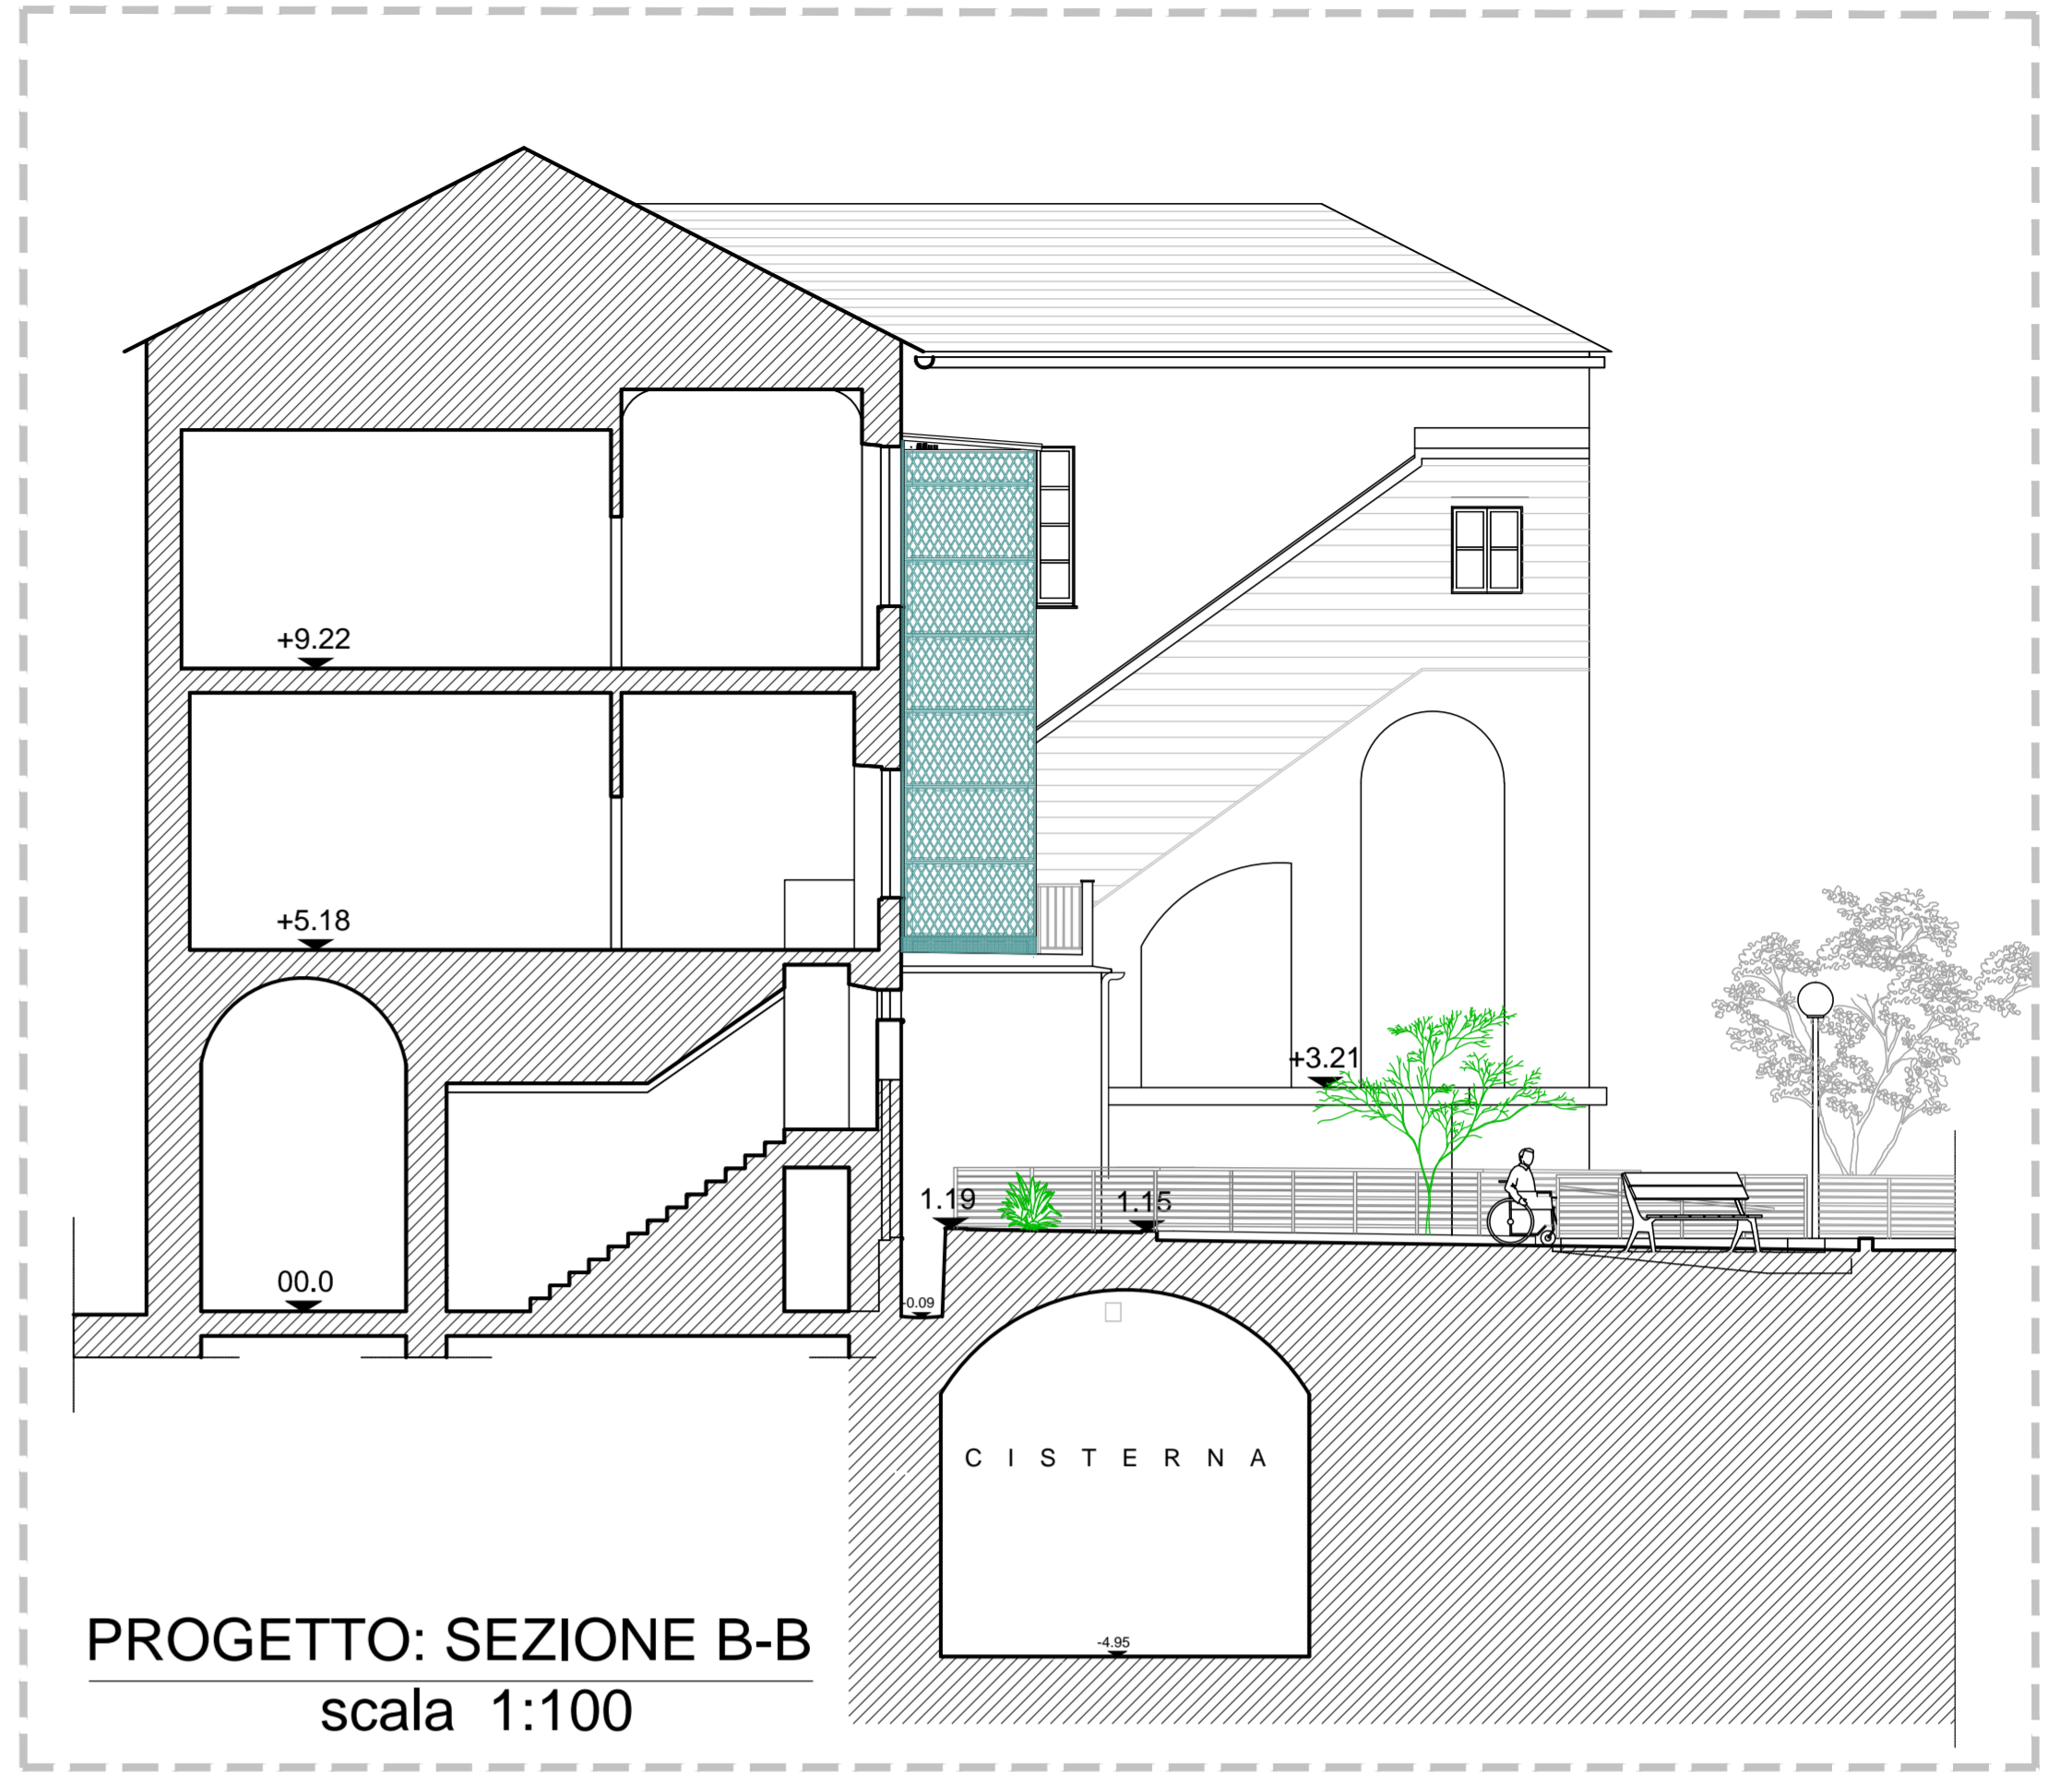 +9.22
+5.18
+3.21
1.19
1.15
00.0
-0.09
CISTERNA
-4.95
PROGETTO: SEZIONE B-B
scala 1:100